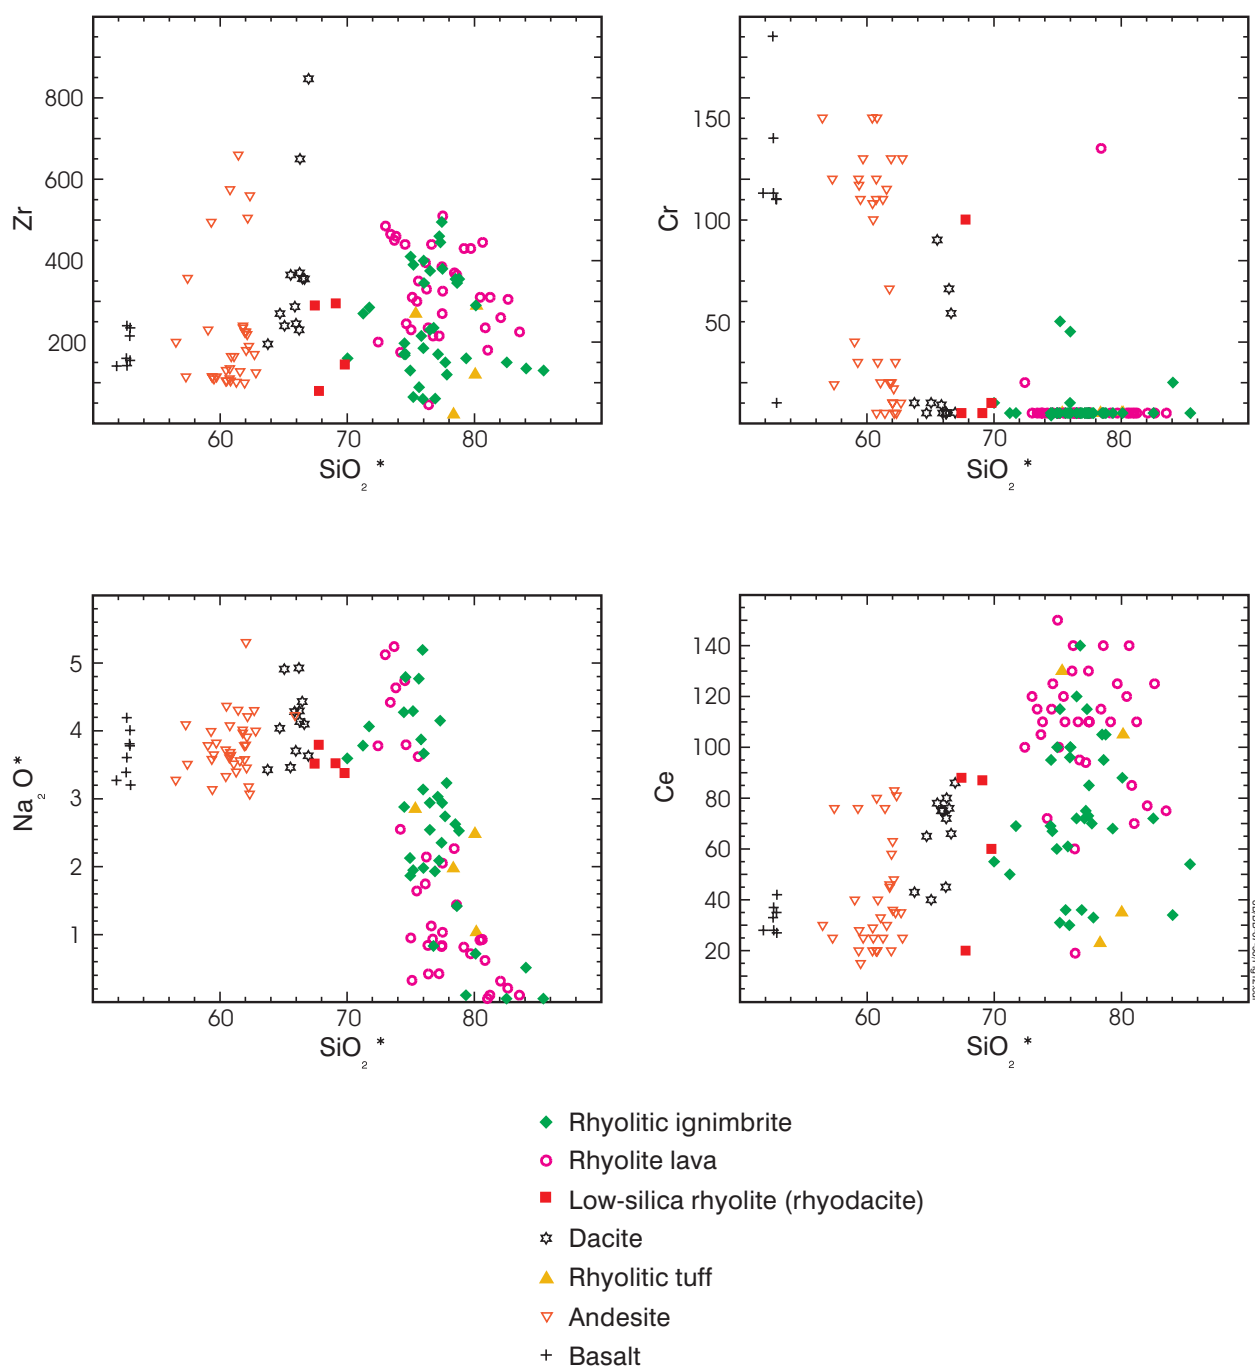 800
600
400
200
Zr
60 70 80
SiO₂*
150
100
50
Cr
60 70 80
SiO₂*
5
4
3
2
1
Na₂O*
60 70 80
SiO₂*
140
120
100
80
60
40
20
Ce
60 70 80
SiO₂*
Rhyolitic ignimbrite
Rhyolite lava
Low-silica rhyolite (rhyodacite)
Dacite
Rhyolitic tuff
Andesite
Basalt